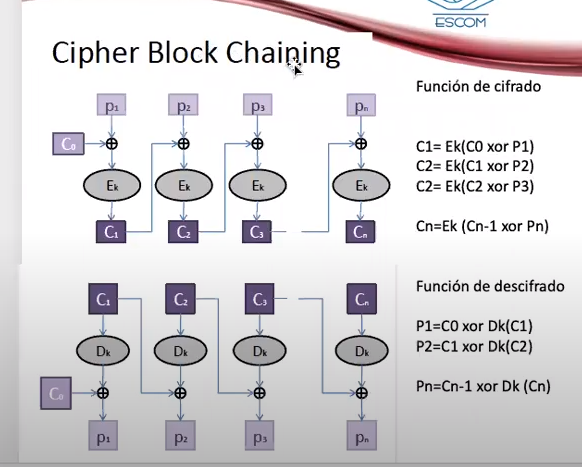 ESCOM
Cipher Block Chaining
Función de cifrado
p₁ p₂ p₃ pₙ
C₀
C1= Ek(C0 xor P1)
C2= Ek(C1 xor P2)
C2= Ek(C2 xor P3)
Eₖ Eₖ Eₖ Eₖ
Cn=Ek (Cn-1 xor Pn)
C₁ C₂ C₃ Cₙ
Función de descifrado
C₁ C₂ C₃ Cₙ
P1=C0 xor Dk(C1)
P2=C1 xor Dk(C2)
Dₖ Dₖ Dₖ Dₖ
Pn=Cn-1 xor Dk (Cn)
C₀
p₁ p₂ p₃ pₙ